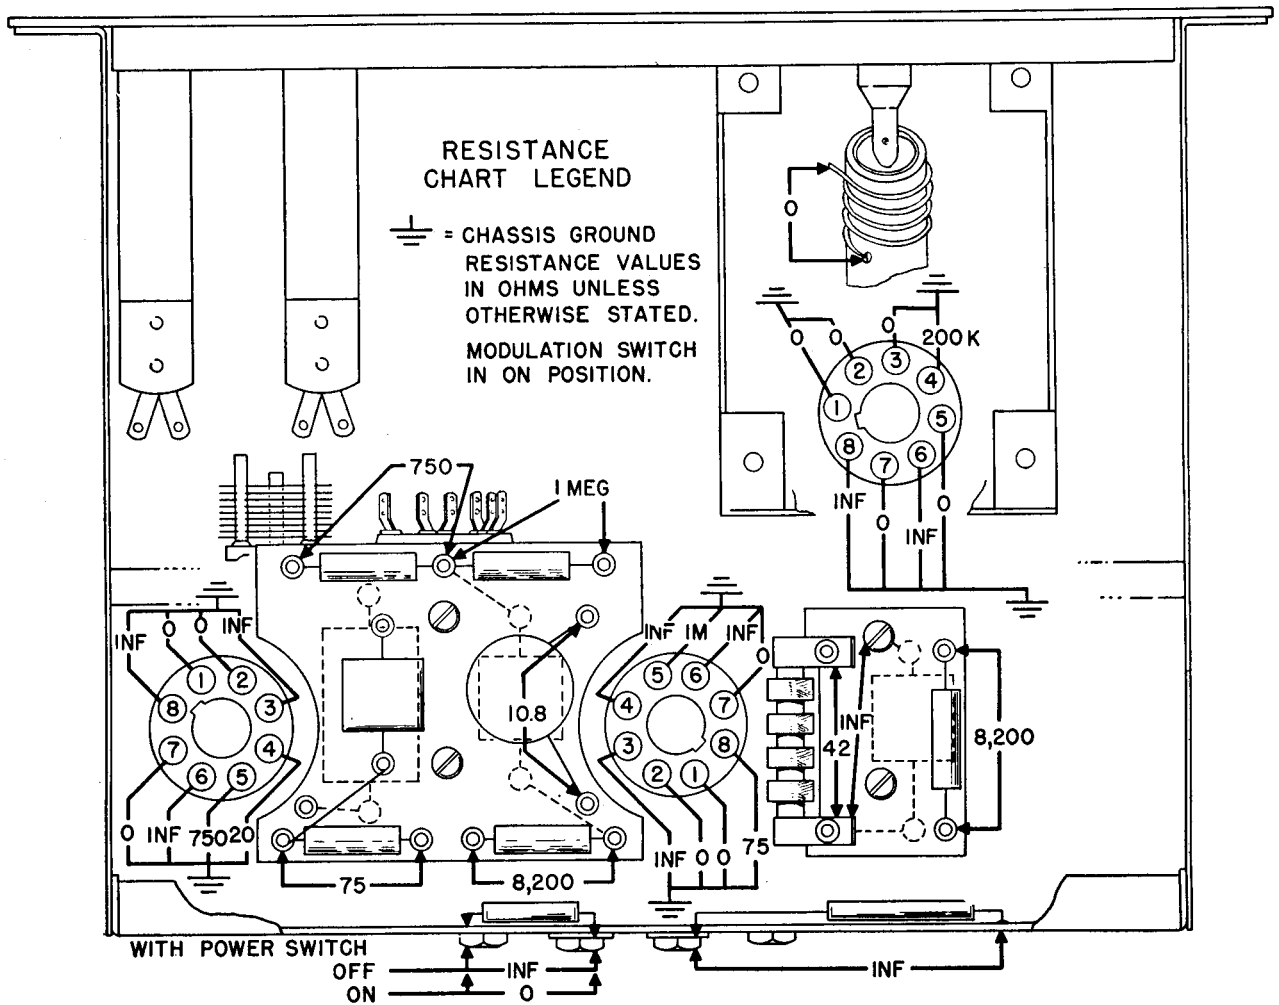 RESISTANCE
CHART LEGEND
= CHASSIS GROUND
RESISTANCE VALUES
IN OHMS UNLESS
OTHERWISE STATED.
MODULATION SWITCH
IN ON POSITION.
0
0 0 0 200K
1 2 3 4 5 6 7 8
INF 0 INF 0
750
1 MEG
INF 0 0 INF
1 2 3 4 5 6 7 8
0 INF 750 20
10.8
75
8,200
INF 1M INF 0
4 5 6 7
3 2 1 8
INF 0 0 75
42
INF
8,200
WITH POWER SWITCH
OFF INF
ON 0
INF